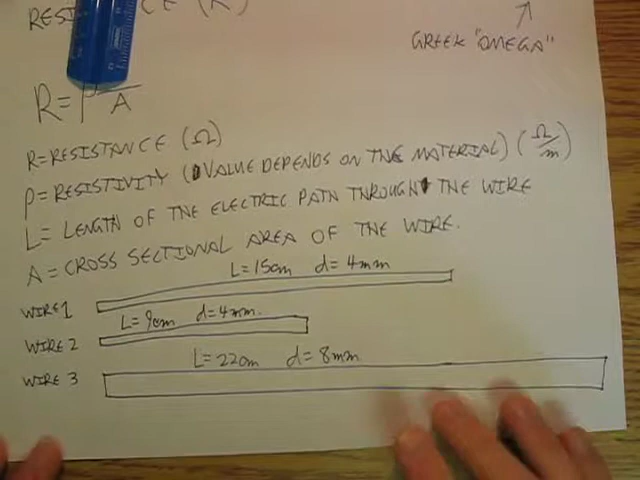 GREEK "OMEGA"
R=ρ
A
R=RESISTANCE (Ω)
ρ=RESISTIVITY (VALUE DEPENDS ON THE MATERIAL) (Ω/m)
L= LENGTH OF THE ELECTRIC PATH THROUGH THE WIRE
A=CROSS SECTIONAL AREA OF THE WIRE.
L=15cm d=4mm
WIRE 1
L=9cm d=4mm.
WIRE 2
L=22cm d=8mm
WIRE 3